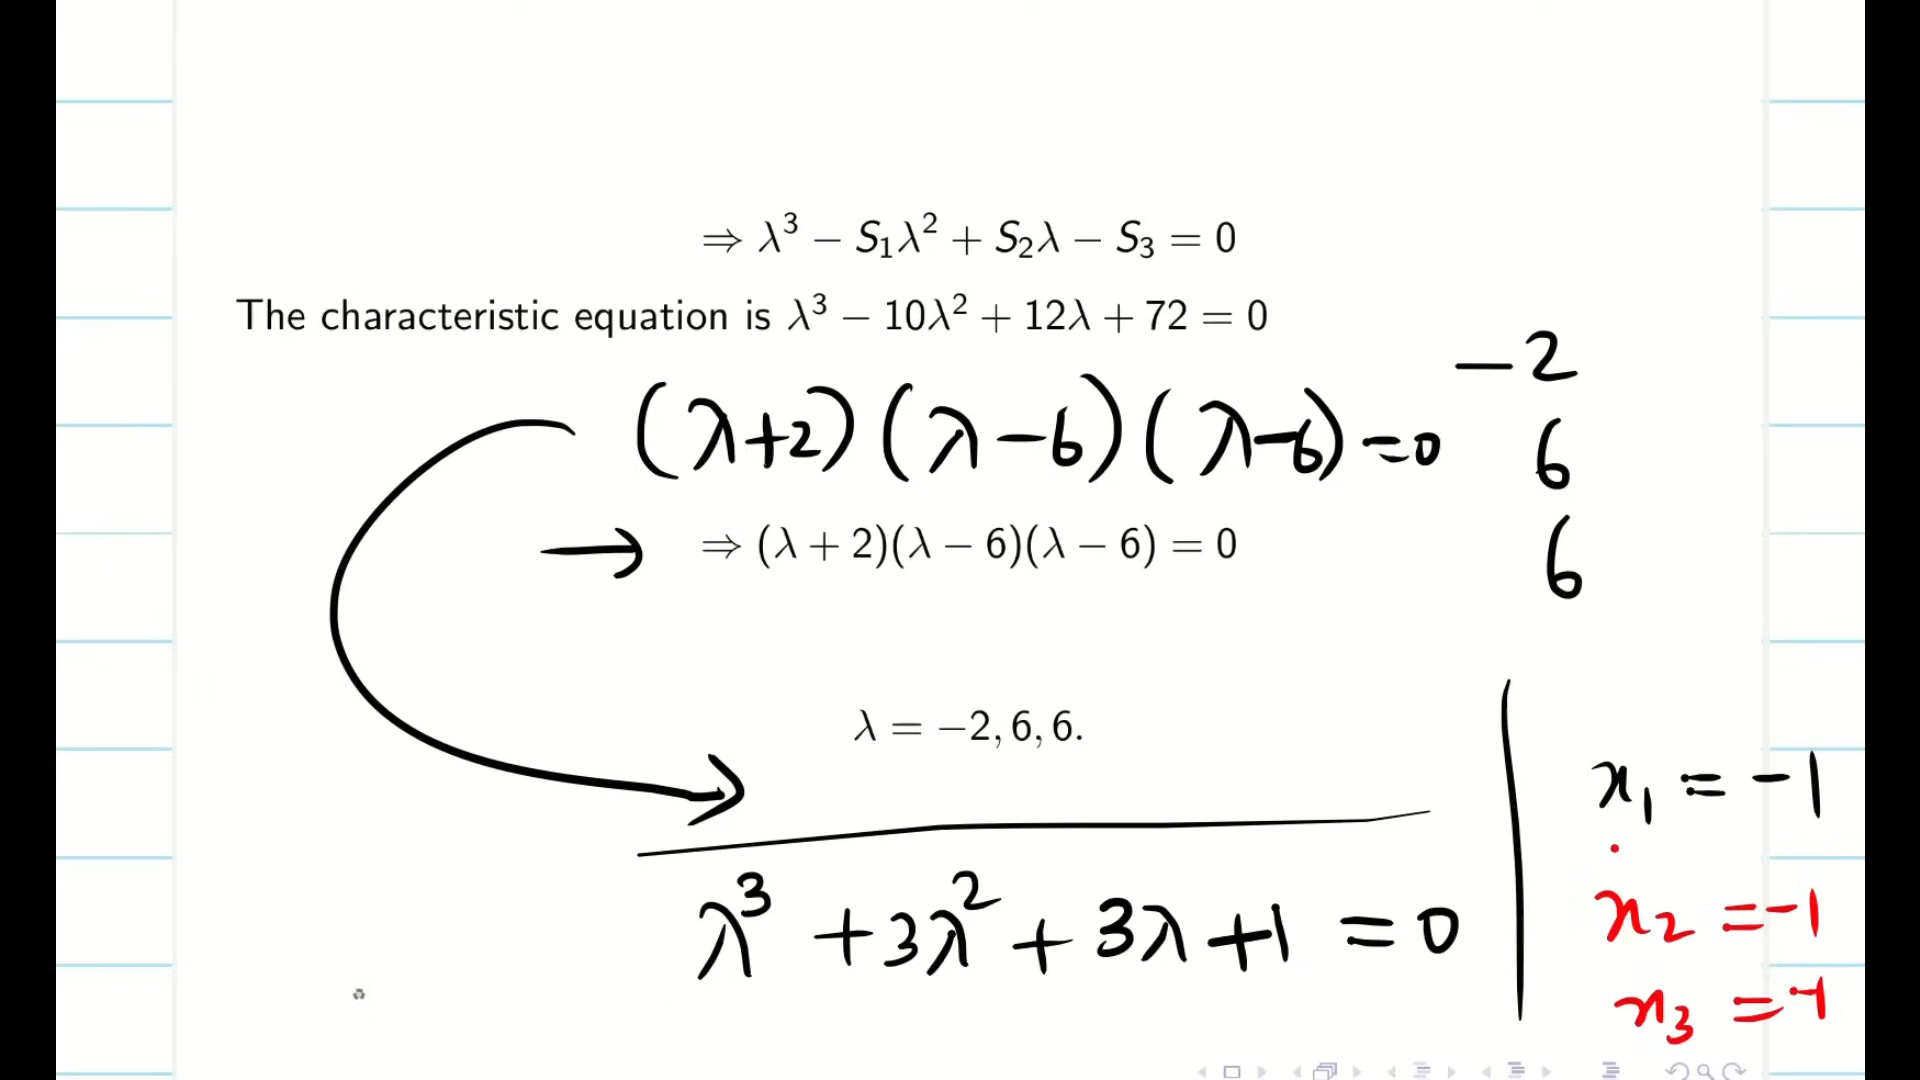 ⇒ λ³ − S₁λ² + S₂λ − S₃ = 0
The characteristic equation is λ³ − 10λ² + 12λ + 72 = 0
−2
(λ+2)(λ−6)(λ−6)=0
6
⇒ (λ + 2)(λ − 6)(λ − 6) = 0
6
λ = −2, 6, 6.
x₁ = −1
λ³ + 3λ² + 3λ + 1 = 0
x₂ = −1
x₃ = −1